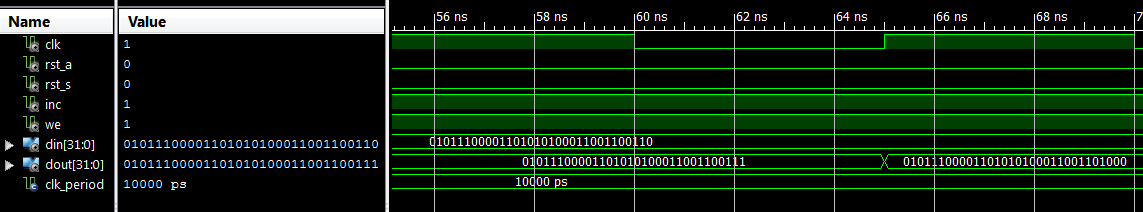 Name Value 56 ns 58 ns 60 ns 62 ns 64 ns 66 ns 68 ns 7
clk 1
rst_a 0
rst_s 0
inc 1
we 1
din[31:0] 01011100001101010100011001100110 01011100001101010100011001100110
dout[31:0] 01011100001101010100011001100111 01011100001101010100011001100111 01011100001101010100011001101000
clk_period 10000 ps 10000 ps